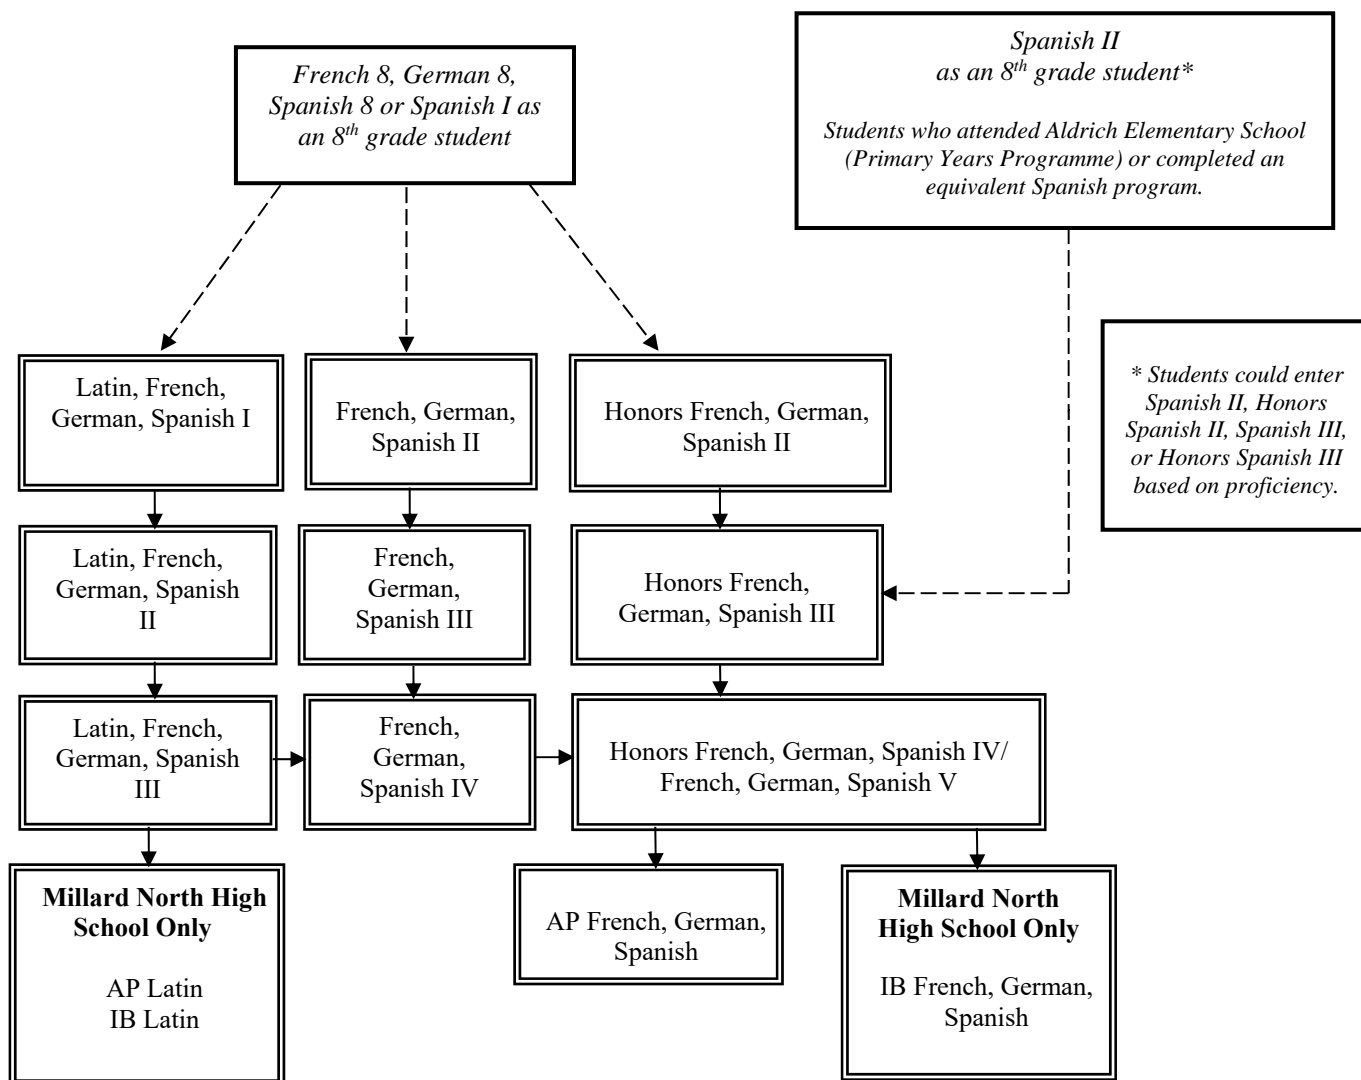 French 8, German 8,
Spanish 8 or Spanish I as
an 8th grade student
Spanish II
as an 8th grade student*
Students who attended Aldrich Elementary School
(Primary Years Programme) or completed an
equivalent Spanish program.
* Students could enter
Spanish II, Honors
Spanish II, Spanish III,
or Honors Spanish III
based on proficiency.
Latin, French,
German, Spanish I
French, German,
Spanish II
Honors French, German,
Spanish II
Latin, French,
German, Spanish
II
French,
German,
Spanish III
Honors French,
German, Spanish III
Latin, French,
German, Spanish
III
French,
German,
Spanish IV
Honors French, German, Spanish IV/
French, German, Spanish V
Millard North High
School Only
AP Latin
IB Latin
AP French, German,
Spanish
Millard North
High School Only
IB French, German,
Spanish